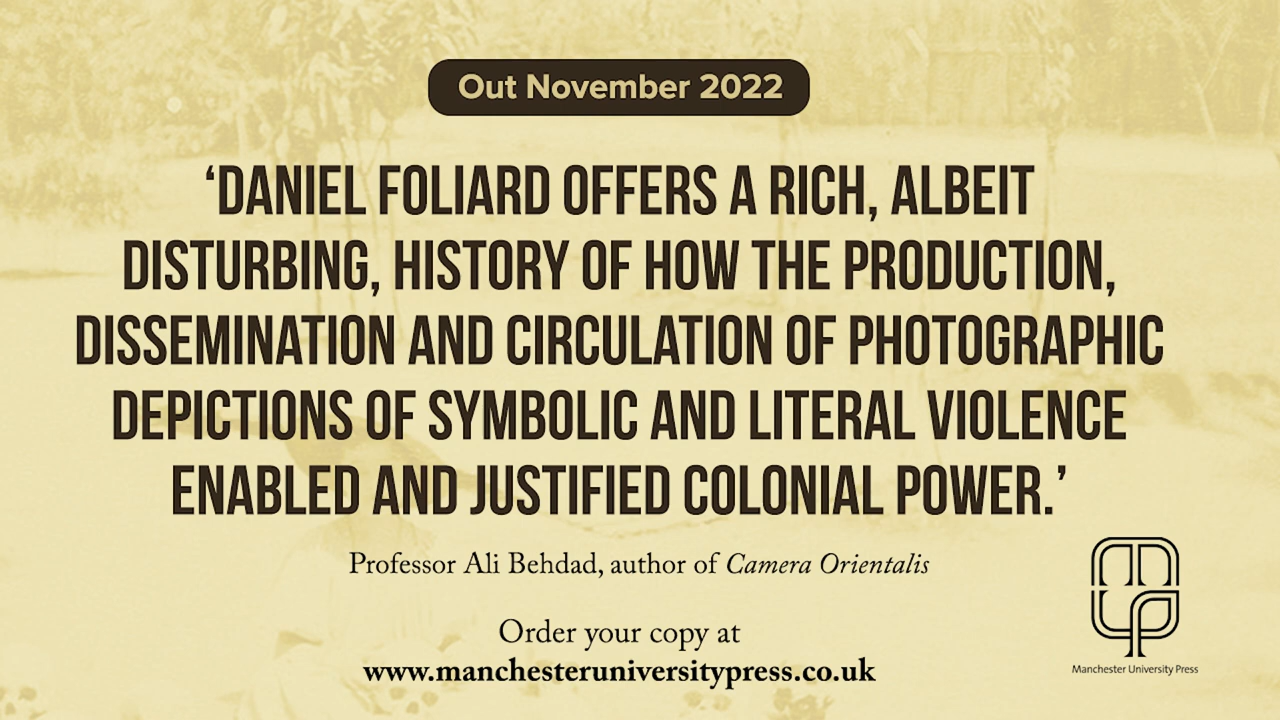 Out November 2022
‘DANIEL FOLIARD OFFERS A RICH, ALBEIT
DISTURBING, HISTORY OF HOW THE PRODUCTION,
DISSEMINATION AND CIRCULATION OF PHOTOGRAPHIC
DEPICTIONS OF SYMBOLIC AND LITERAL VIOLENCE
ENABLED AND JUSTIFIED COLONIAL POWER.’
Professor Ali Behdad, author of Camera Orientalis
Order your copy at
www.manchesteruniversitypress.co.uk
Manchester University Press